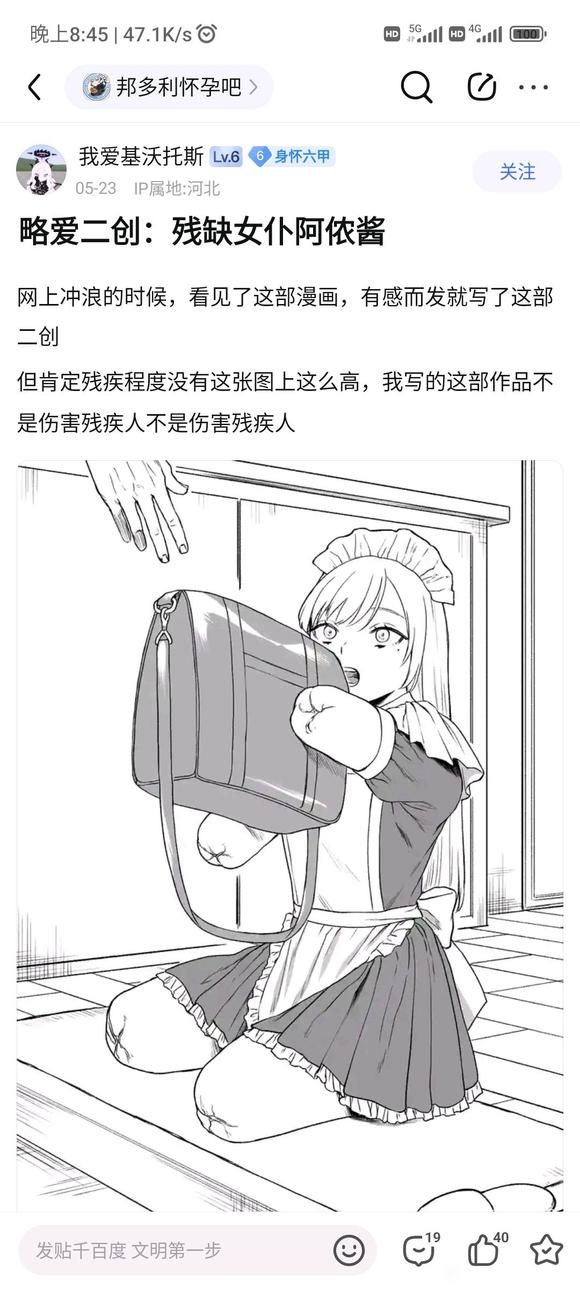 晚上8:45 | 47.1K/s
HD 5G HD 4G 100
邦多利怀孕吧
我爱基沃托斯 Lv.6 6 身怀六甲
关注
05-23 IP属地:河北
略爱二创：残缺女仆阿侬酱
网上冲浪的时候，看见了这部漫画，有感而发就写了这部
二创
但肯定残疾程度没有这张图上这么高，我写的这部作品不
是伤害残疾人不是伤害残疾人
发贴千百度 文明第一步
19
40